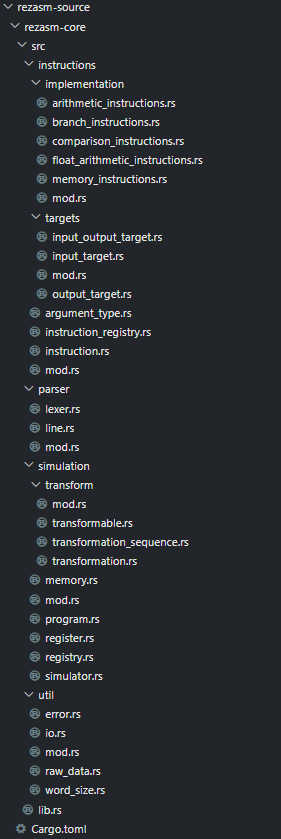 rezasm-source
rezasm-core
src
instructions
implementation
arithmetic_instructions.rs
branch_instructions.rs
comparison_instructions.rs
float_arithmetic_instructions.rs
memory_instructions.rs
mod.rs
targets
input_output_target.rs
input_target.rs
mod.rs
output_target.rs
argument_type.rs
instruction_registry.rs
instruction.rs
mod.rs
parser
lexer.rs
line.rs
mod.rs
simulation
transform
mod.rs
transformable.rs
transformation_sequence.rs
transformation.rs
memory.rs
mod.rs
program.rs
register.rs
registry.rs
simulator.rs
util
error.rs
io.rs
mod.rs
raw_data.rs
word_size.rs
lib.rs
Cargo.toml